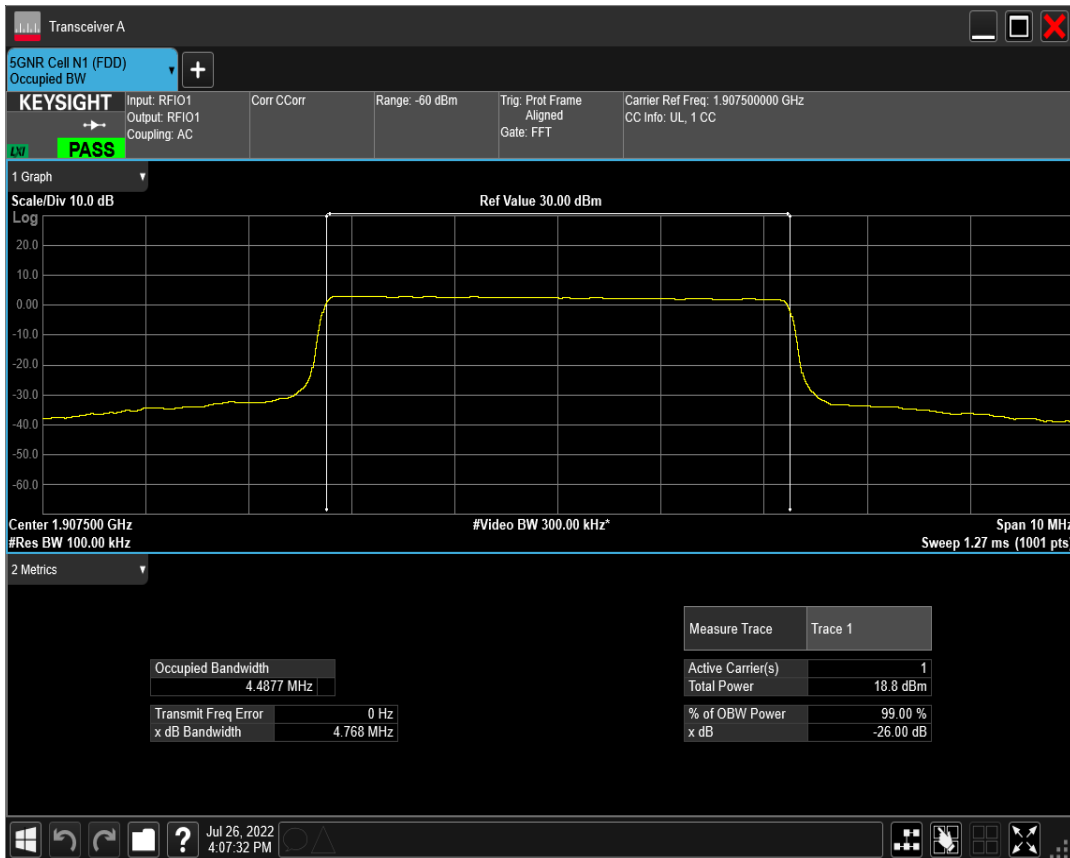 Transceiver A
5GNR Cell N1 (FDD)
Occupied BW
KEYSIGHT
LXI
PASS
Input: RFIO1
Output: RFIO1
Coupling: AC
Corr CCorr
Range: -60 dBm
Trig: Prot Frame
Aligned
Gate: FFT
Carrier Ref Freq: 1.907500000 GHz
CC Info: UL, 1 CC
1 Graph
Scale/Div 10.0 dB
Ref Value 30.00 dBm
Log
20.0
10.0
0.00
-10.0
-20.0
-30.0
-40.0
-50.0
-60.0
Center 1.907500 GHz
#Video BW 300.00 kHz*
Span 10 MHz
#Res BW 100.00 kHz
Sweep 1.27 ms (1001 pts)
2 Metrics
Measure Trace Trace 1
Occupied Bandwidth
4.4877 MHz
Active Carrier(s) 1
Total Power 18.8 dBm
Transmit Freq Error 0 Hz
x dB Bandwidth 4.768 MHz
% of OBW Power 99.00 %
x dB -26.00 dB
?
Jul 26, 2022
4:07:32 PM